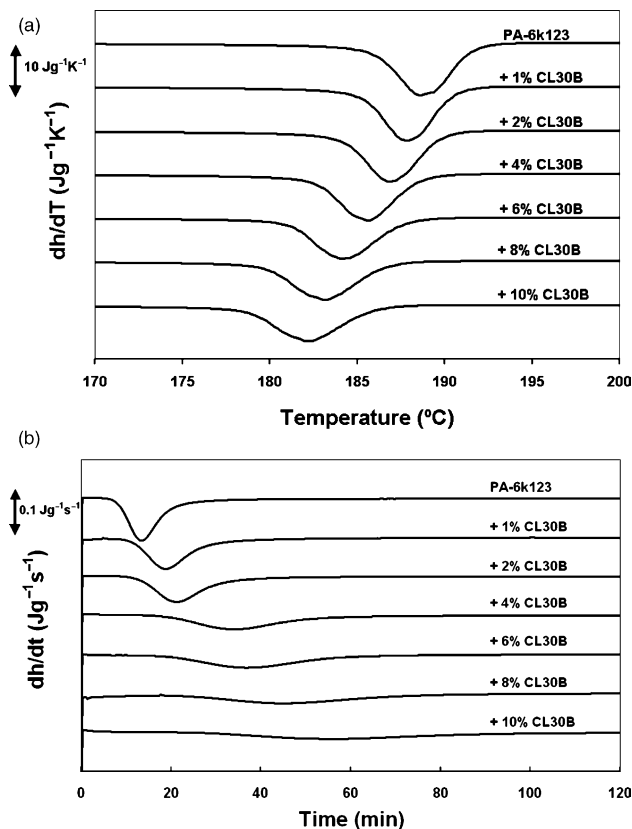 (a)
10 Jg⁻¹K⁻¹
dh/dT (Jg⁻¹K⁻¹)
PA-6k123
+ 1% CL30B
+ 2% CL30B
+ 4% CL30B
+ 6% CL30B
+ 8% CL30B
+ 10% CL30B
170 175 180 185 190 195 200
Temperature (ºC)
(b)
0.1 Jg⁻¹s⁻¹
dh/dt (Jg⁻¹s⁻¹)
PA-6k123
+ 1% CL30B
+ 2% CL30B
+ 4% CL30B
+ 6% CL30B
+ 8% CL30B
+ 10% CL30B
0 20 40 60 80 100 120
Time (min)